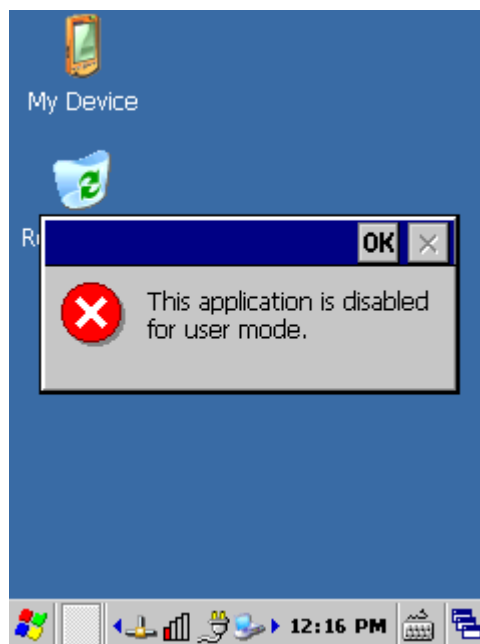 My Device
OK
This application is disabled
for user mode.
12:16 PM